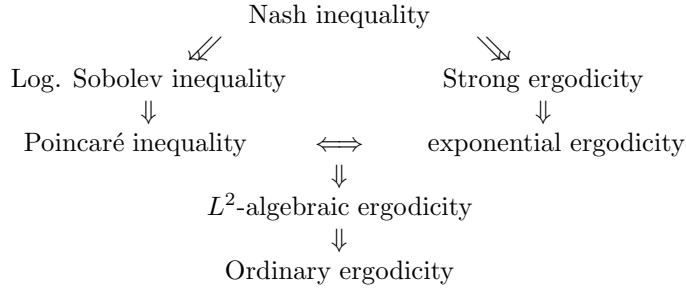 Nash inequality
⇙ ⇘
Log. Sobolev inequality Strong ergodicity
⇓ ⇓
Poincaré inequality ⟺ exponential ergodicity
⇓
L²-algebraic ergodicity
⇓
Ordinary ergodicity